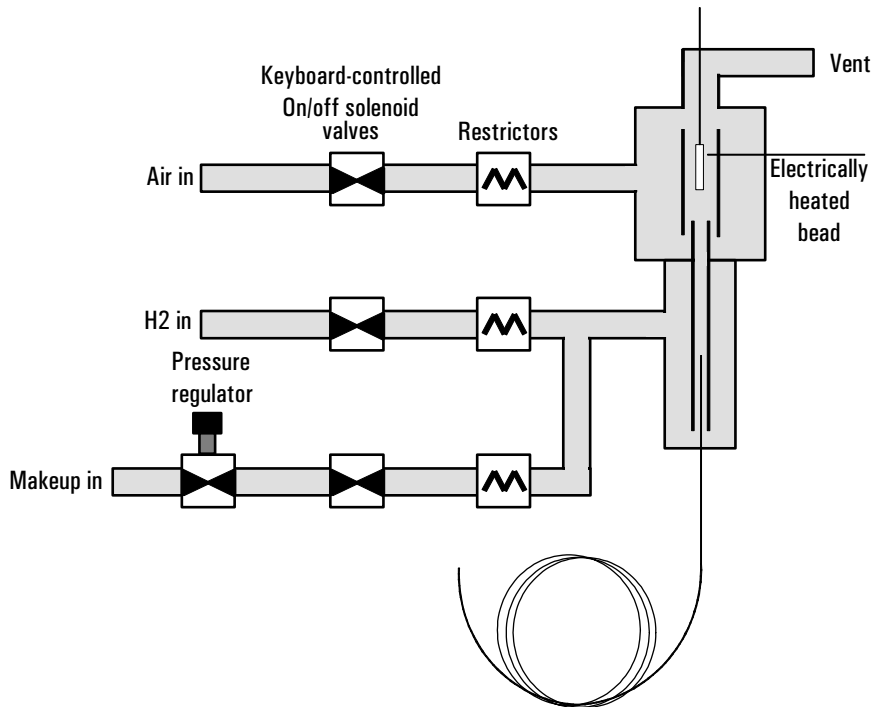 Vent
Keyboard-controlled
On/off solenoid
valves
Restrictors
Air in
Electrically
heated
bead
H2 in
Pressure
regulator
Makeup in